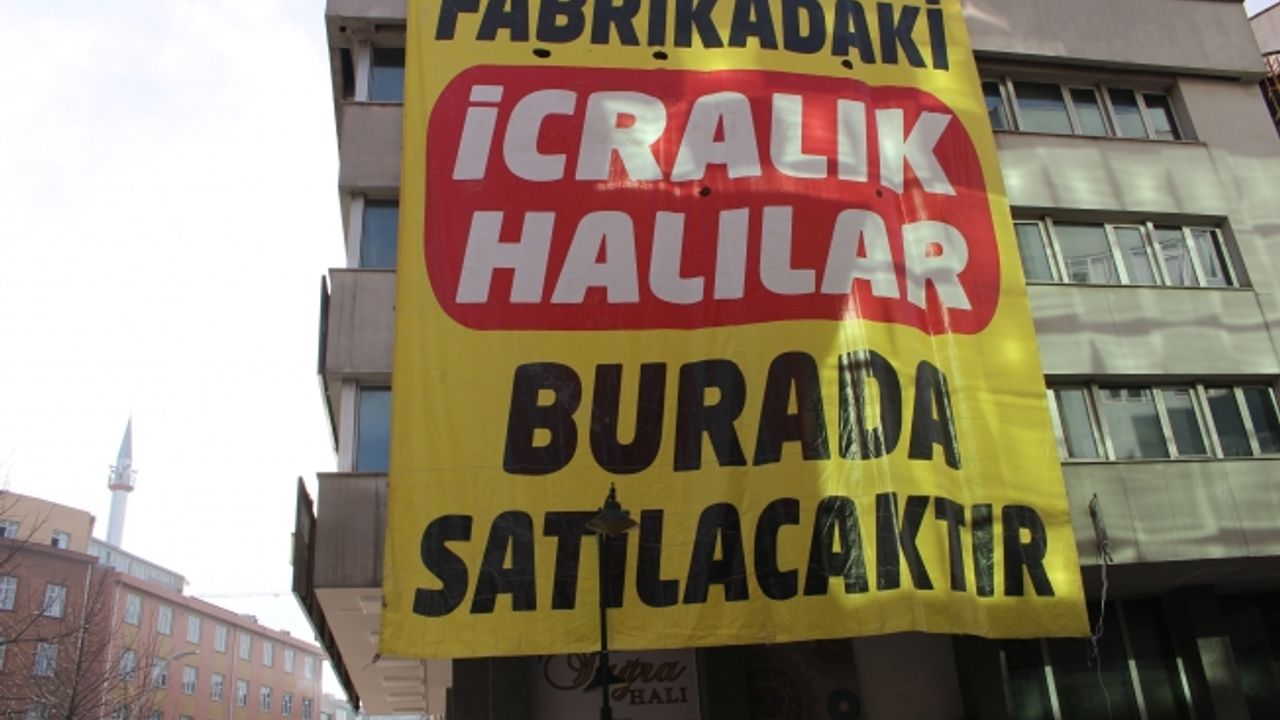 FABRİKADAKİ
İCRALIK
HALILAR
BURADA
SATILACAKTIR
HALI